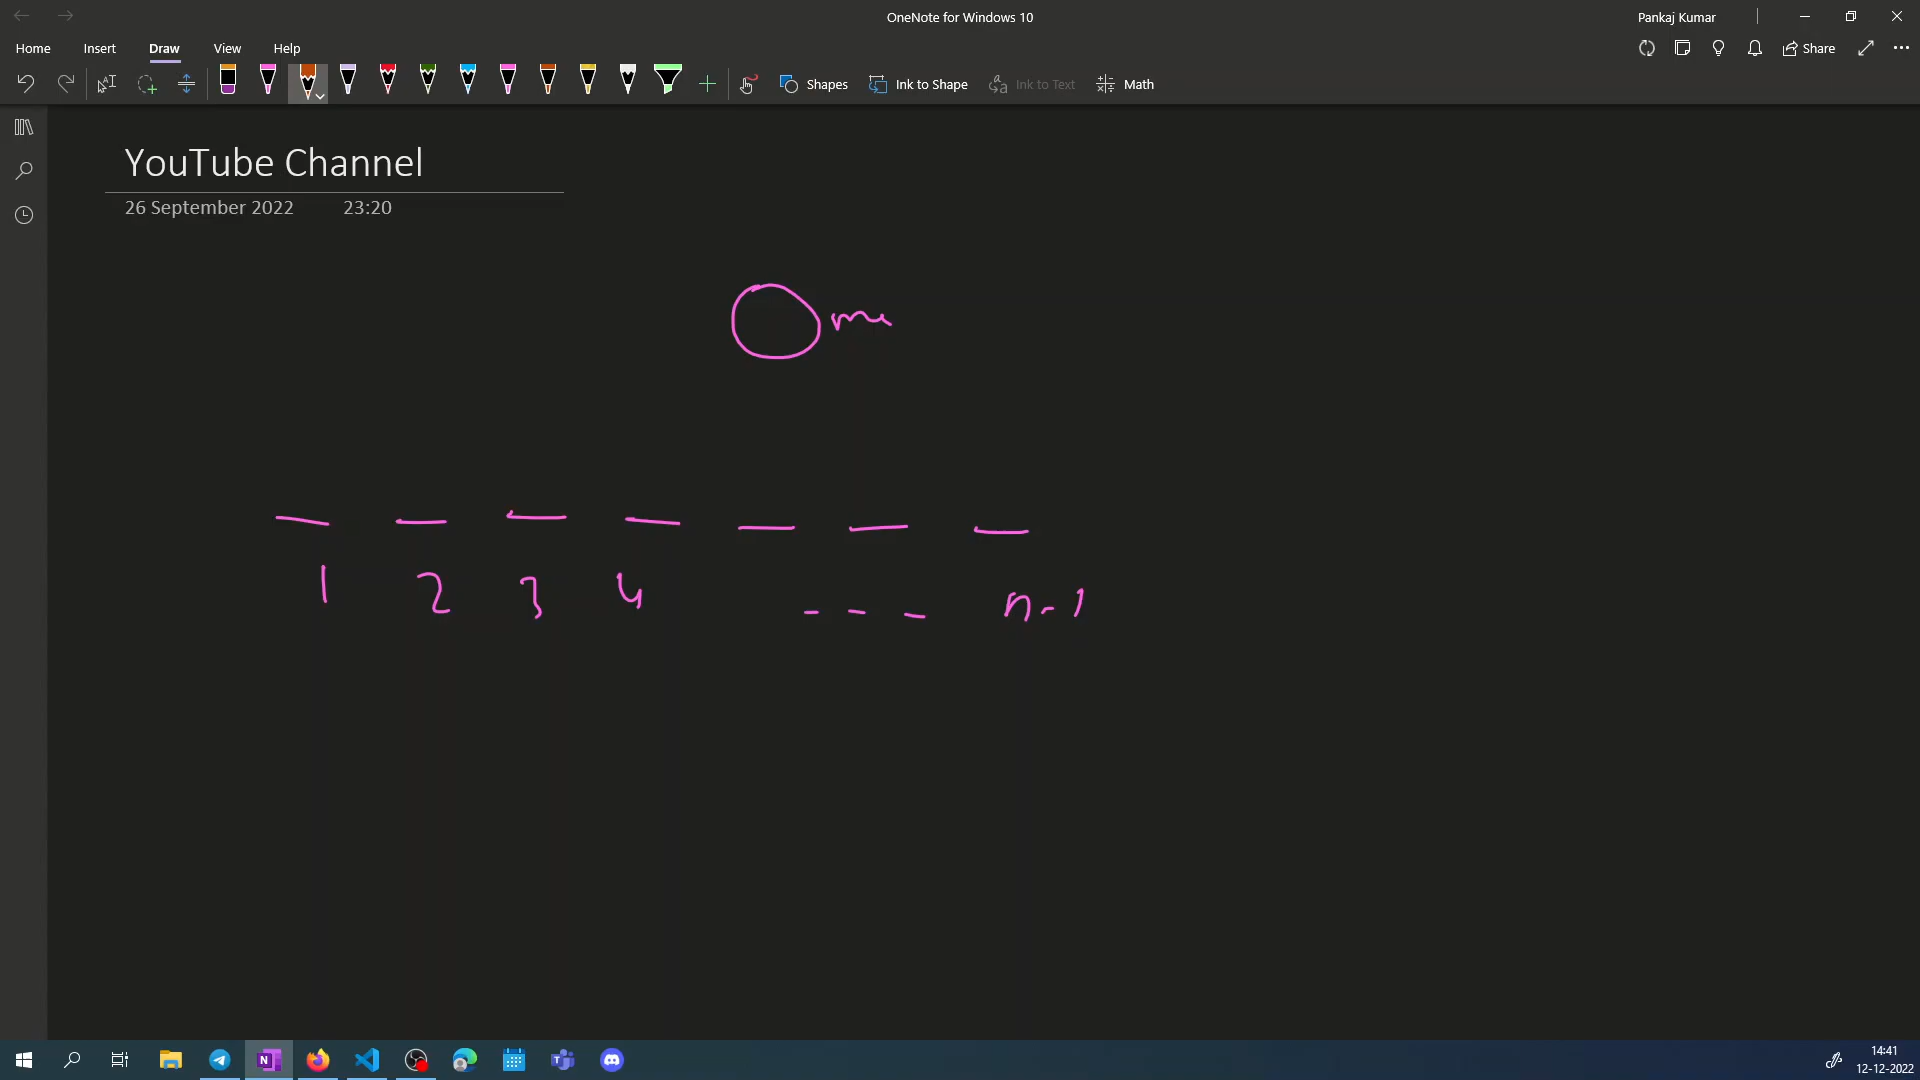 OneNote for Windows 10
Pankaj Kumar
Home Insert Draw View Help
Share
Shapes Ink to Shape Ink to Text Math
YouTube Channel
26 September 2022 23:20
me
1 2 3 4 - - - n-1
14:41
12-12-2022